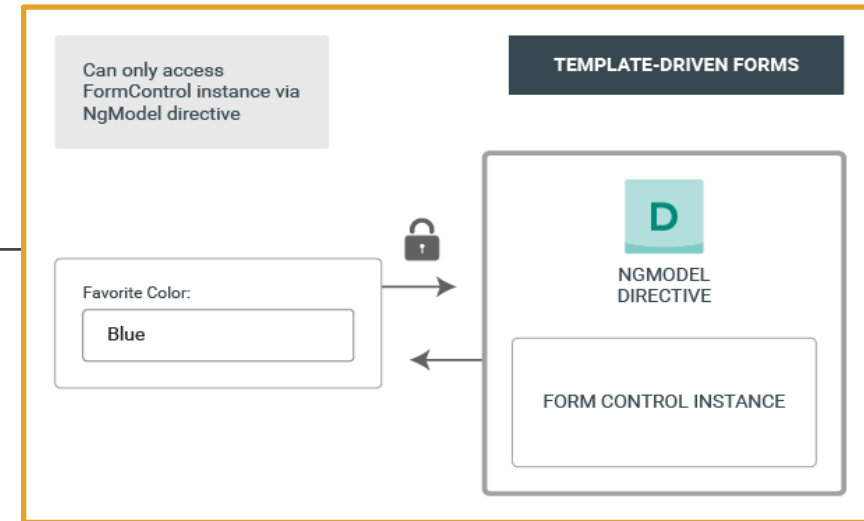 Can only access
FormControl instance via
NgModel directive
TEMPLATE-DRIVEN FORMS
D
NGMODEL
DIRECTIVE
Favorite Color:
Blue
FORM CONTROL INSTANCE